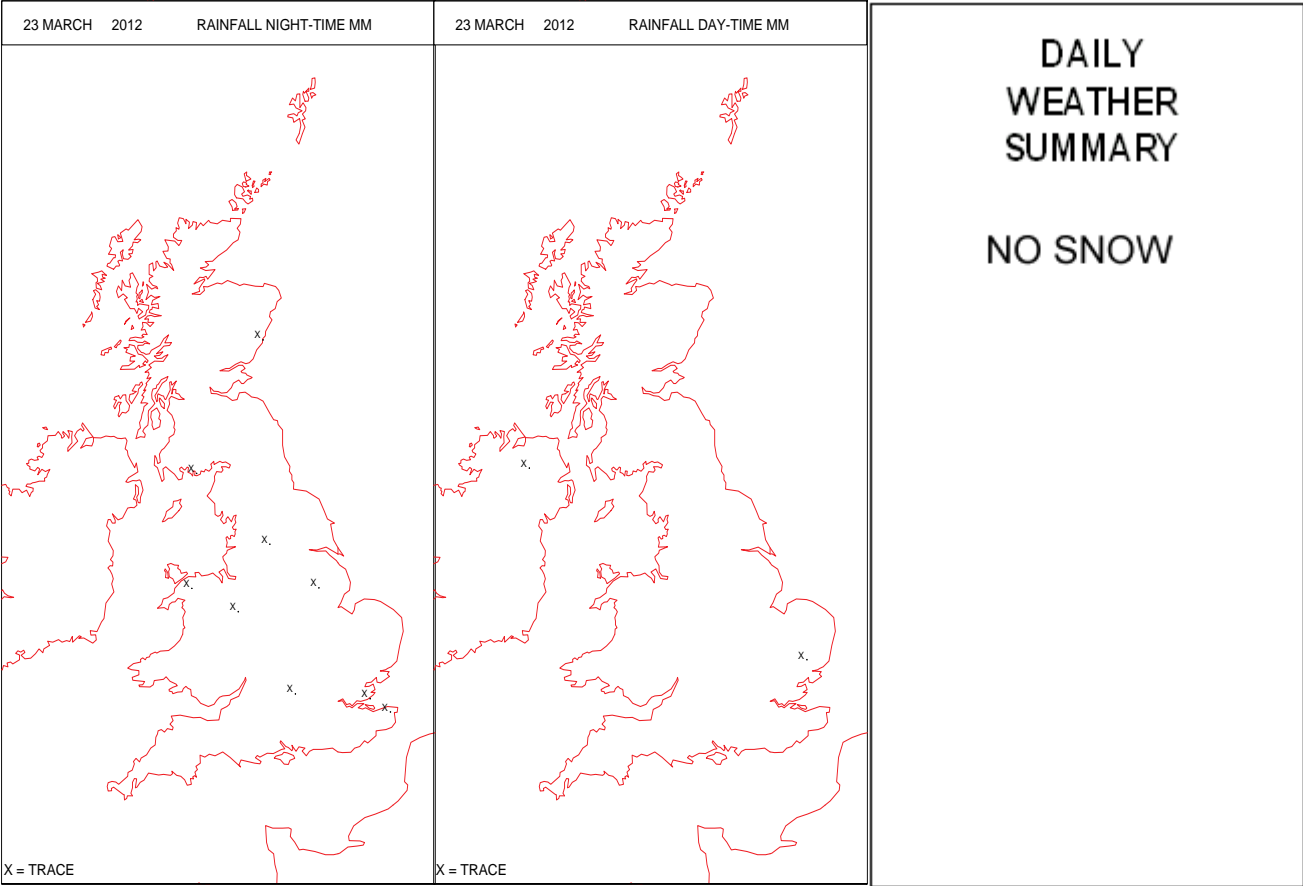 23 MARCH 2012 RAINFALL NIGHT-TIME MM
X.
X.
X.
X.
X.
X.
X.
X.
X.
X = TRACE
23 MARCH 2012 RAINFALL DAY-TIME MM
X.
X.
X = TRACE
DAILY
WEATHER
SUMMARY
NO SNOW